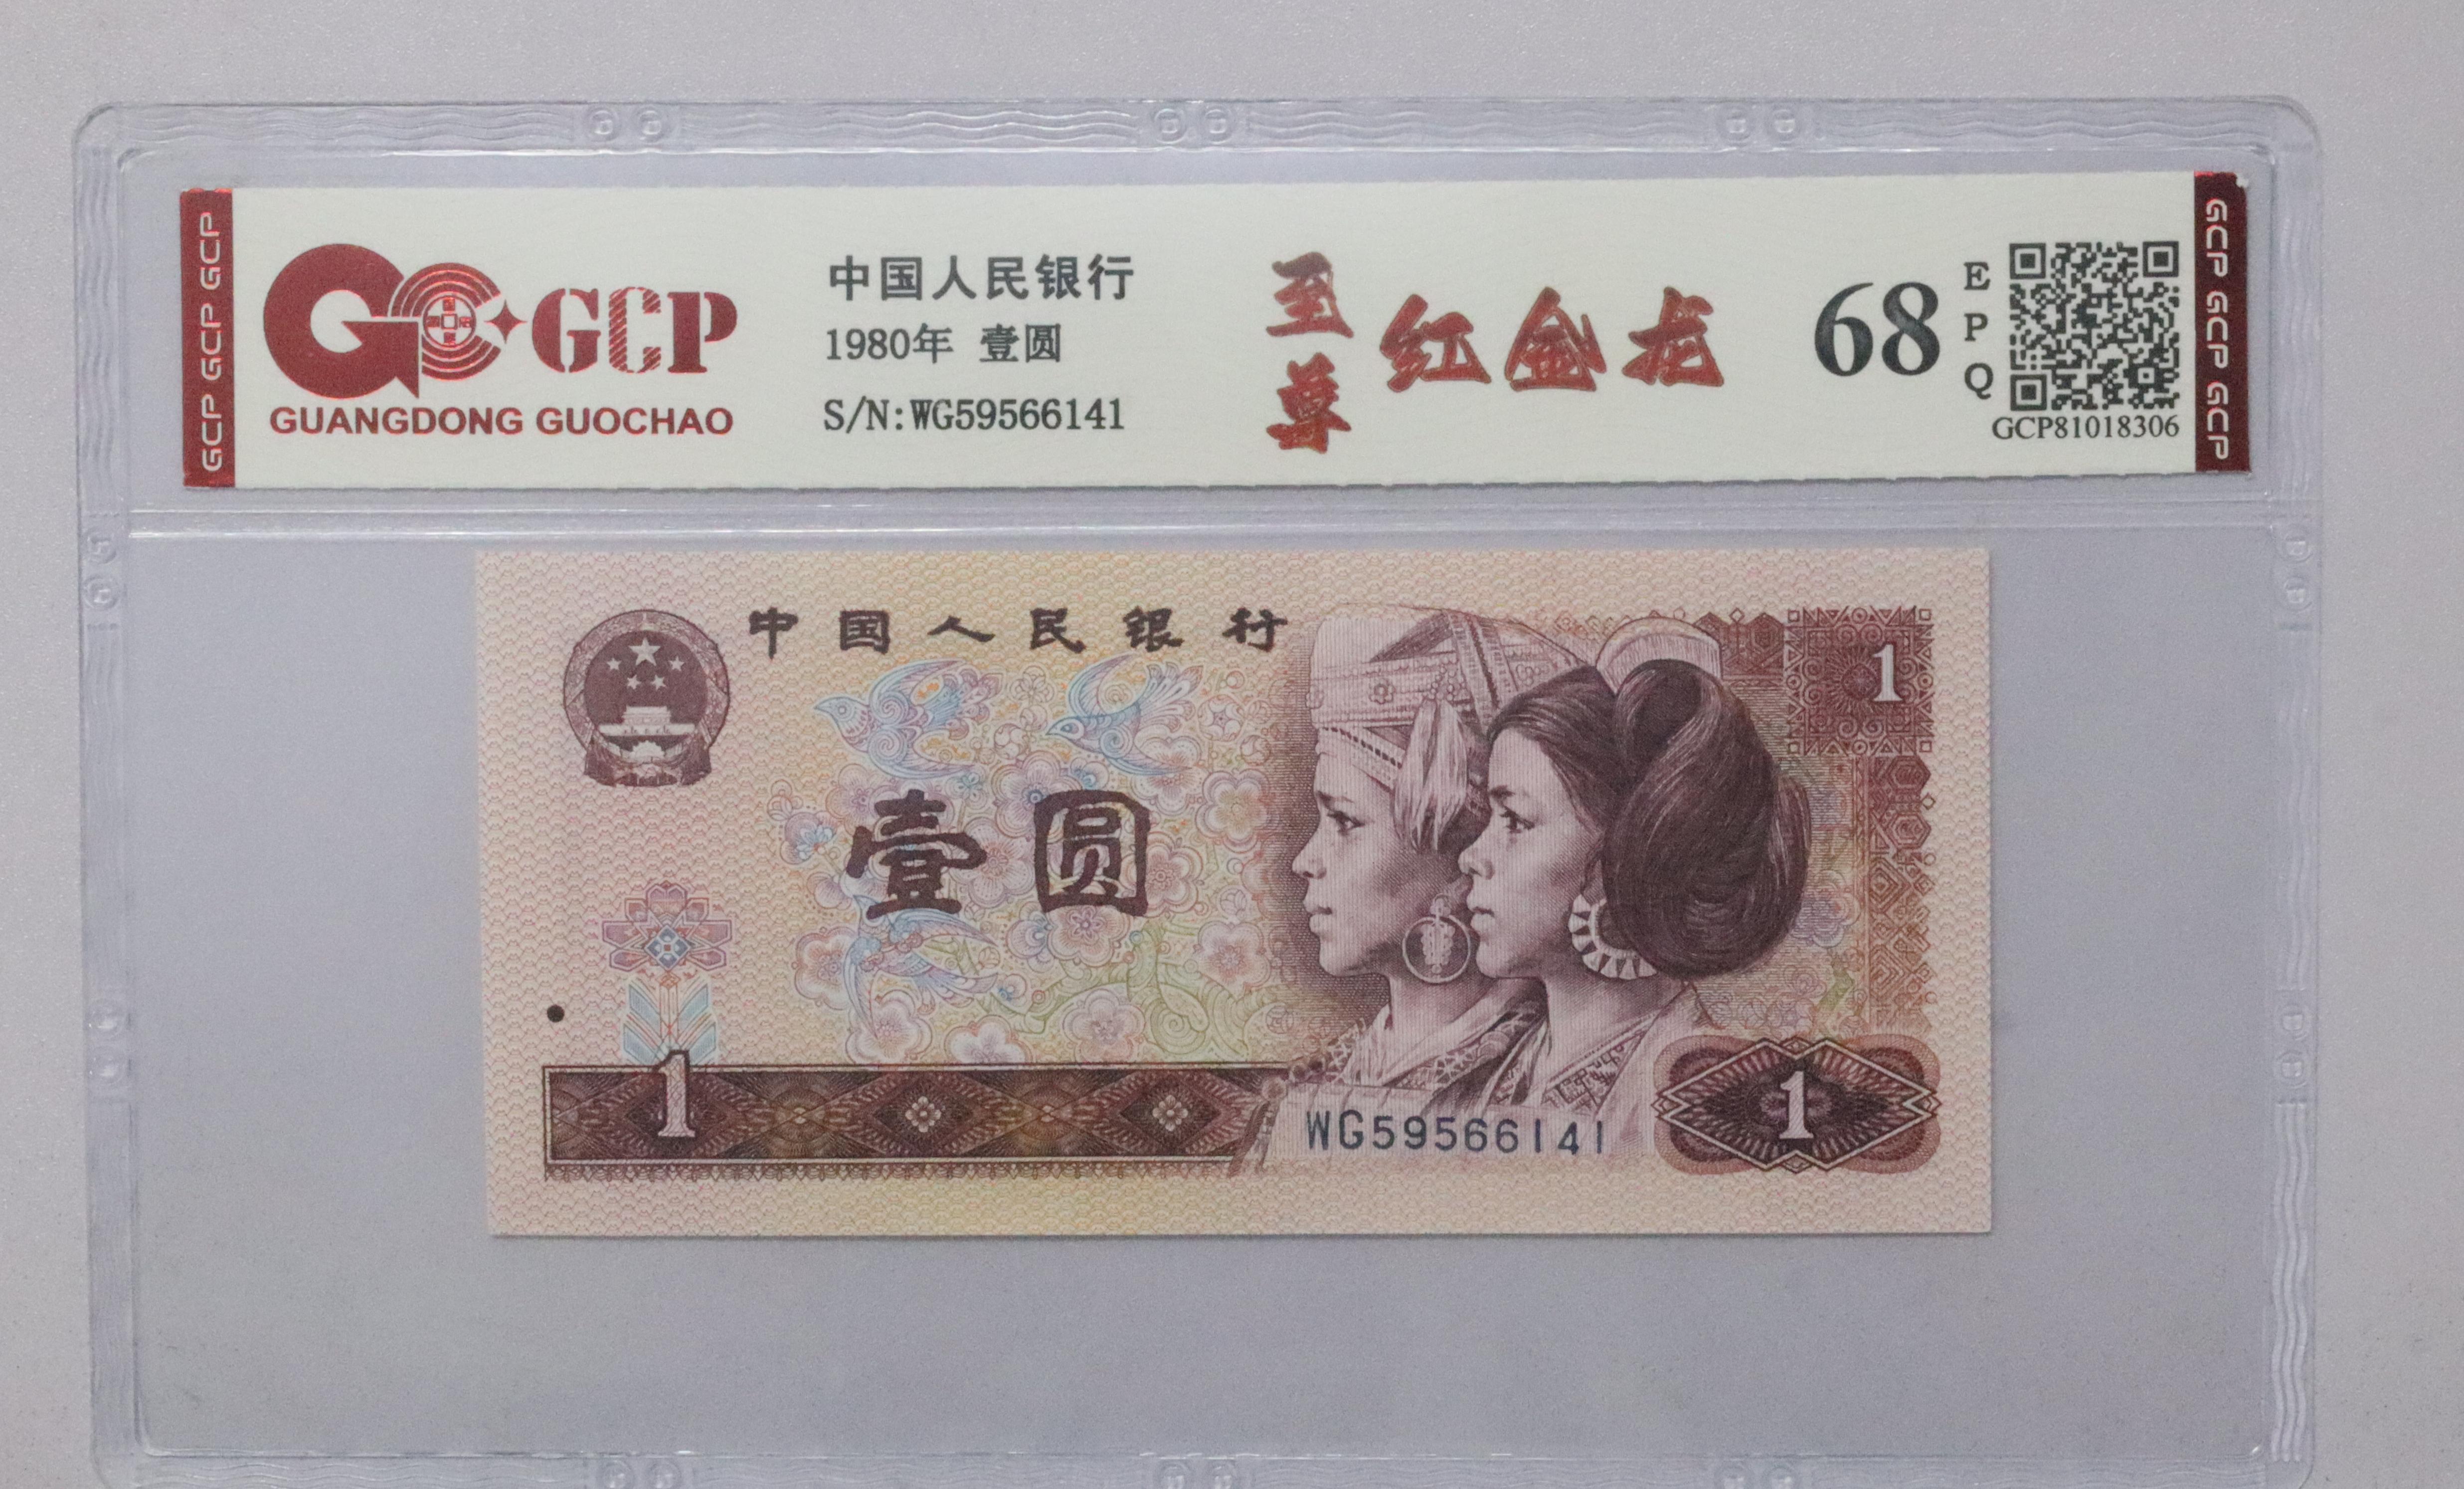 GCP GCP GCP
GCP
GUANGDONG GUOCHAO
中国人民银行
1980年 壹圆
S/N:WG59566141
至尊
红金龙
68
EPQ
GCP81018306
GCP GCP GCP
中国人民银行
1
壹圆
1
WG59566141
1